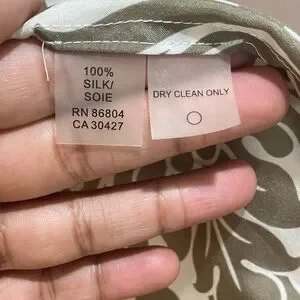 100%
SILK/
SOIE
RN 86804
CA 30427
DRY CLEAN ONLY